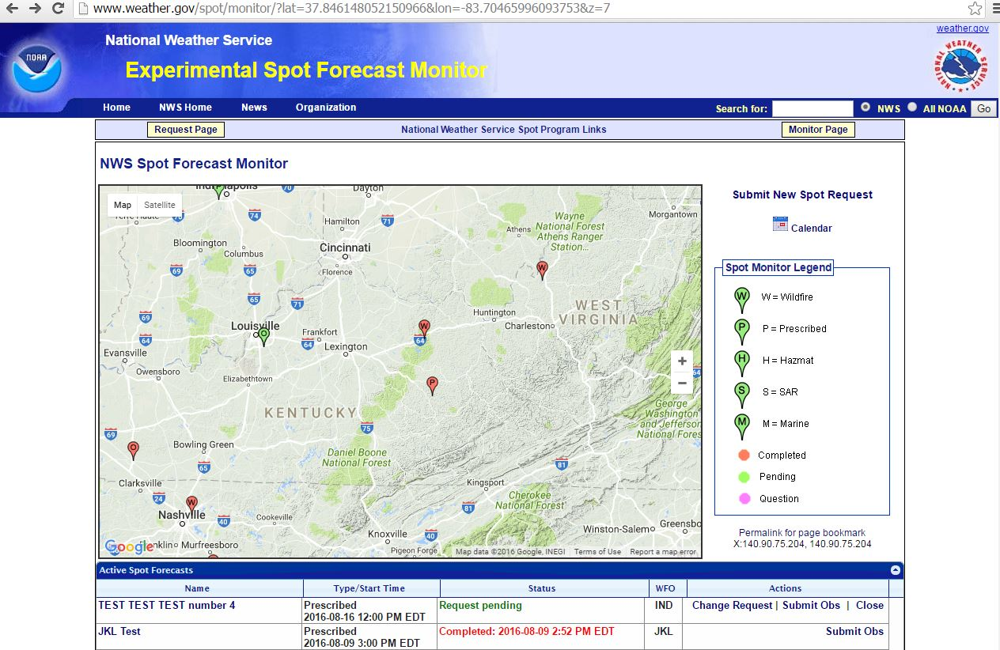 www.weather.gov/spot/monitor/?lat=37.846148052150966&lon=-83.70465996093753&z=7
weather.gov
National Weather Service
NOAA
Experimental Spot Forecast Monitor
NATIONAL WEATHER SERVICE
Home NWS Home News Organization
Search for: NWS All NOAA Go
Request Page National Weather Service Spot Program Links Monitor Page
NWS Spot Forecast Monitor
Submit New Spot Request
Calendar
Map Satellite
Indianapolis
70
Dayton
Terre Haute
70
74
Hamilton
71
Athens
Wayne
National Forest
Athens Ranger
Station...
Morgantown
Bloomington
Columbus
Cincinnati
Florence
69
65
W
65
71
69
Huntington
WEST
VIRGINIA
Charleston
Louisville
O
Frankfort
W
64
64
64
Lexington
Evansville
Owensboro
Elizabethtown
P
64
KENTUCKY
George
Washington
and Jefferson
National Fores
75
69
Bowling Green
O
Daniel Boone
National Forest
65
81
Clarksville
Kingsport
24
W
Nashville
40
Cookeville
81
Cherokee
National Forest
Knoxville
40
Winston-Salem
Greensbo
Google
nklin
Murfreesboro
Pigeon Forge
Map data ©2016 Google, INEGI Terms of Use Report a map error
+
−
Spot Monitor Legend
W W = Wildfire
P P = Prescribed
H H = Hazmat
S S = SAR
M M = Marine
Completed
Pending
Question
Permalink for page bookmark
X:140.90.75.204, 140.90.75.204
Active Spot Forecasts
Name Type/Start Time Status WFO Actions
TEST TEST TEST number 4 Prescribed Request pending IND Change Request | Submit Obs | Close
2016-08-16 12:00 PM EDT
JKL Test Prescribed Completed: 2016-08-09 2:52 PM EDT JKL Submit Obs
2016-08-09 3:00 PM EDT